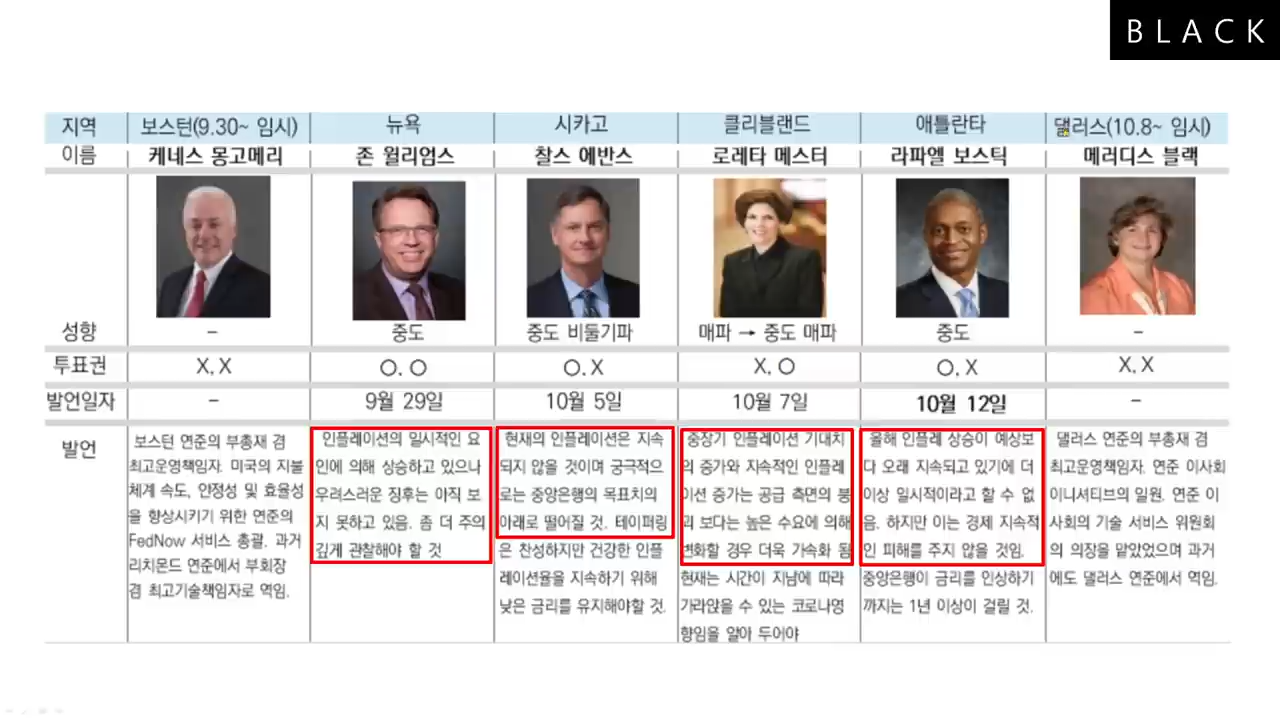 BLACK
지역 보스턴(9.30~ 임시) 뉴욕 시카고 클리블랜드 애틀란타 댈러스(10.8~ 임시)
이름 케네스 몽고메리 존 윌리엄스 찰스 에반스 로레타 메스터 라파엘 보스틱 메러디스 블랙
성향 – 중도 중도 비둘기파 매파 → 중도 매파 중도 –
투표권 X, X O, O O, X X, O O, X X, X
발언일자 – 9월 29일 10월 5일 10월 7일 10월 12일 –
발언
보스턴 연준의 부총재 겸
최고운영책임자. 미국의 지불
체계 속도, 안정성 및 효율성
을 향상시키기 위한 연준의
FedNow 서비스 총괄. 과거
리치몬드 연준에서 부회장
겸 최고기술책임자로 역임.
인플레이션의 일시적인 요
인에 의해 상승하고 있으나
우려스러운 징후는 아직 보
지 못하고 있음. 좀 더 주의
깊게 관찰해야 할 것
현재의 인플레이션은 지속
되지 않을 것이며 궁극적으
로는 중앙은행의 목표치의
아래로 떨어질 것. 테이퍼링
은 찬성하지만 건강한 인플
레이션율을 지속하기 위해
낮은 금리를 유지해야할 것.
중장기 인플레이션 기대치
의 증가와 지속적인 인플레
이션 증가는 공급 측면의 붕
괴 보다는 높은 수요에 의해
변화할 경우 더욱 가속화 됨
현재는 시간이 지남에 따라
가라앉을 수 있는 코로나영
향임을 알아 두어야
올해 인플레 상승이 예상보
다 오래 지속되고 있기에 더
이상 일시적이라고 할 수 없
음. 하지만 이는 경제 지속적
인 피해를 주지 않을 것임.
중앙은행이 금리를 인상하기
까지는 1년 이상이 걸릴 것.
댈러스 연준의 부총재 겸
최고운영책임자. 연준 이사회
이니셔티브의 일원. 연준 이
사회의 기술 서비스 위원회
의 의장을 맡았었으며 과거
에도 댈러스 연준에서 역임.